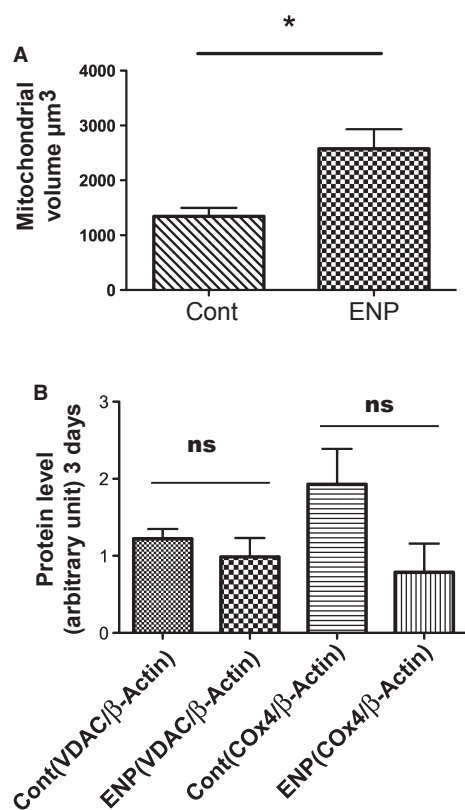 *
A
Mitochondrial
volume µm3
4000
3000
2000
1000
0
Cont
ENP
B
Protein level
(arbitrary unit) 3 days
3
2
1
0
ns
ns
Cont(VDAC/β-Actin)
ENP(VDAC/β-Actin)
Cont(COx4/β-Actin)
ENP(COx4/β-Actin)